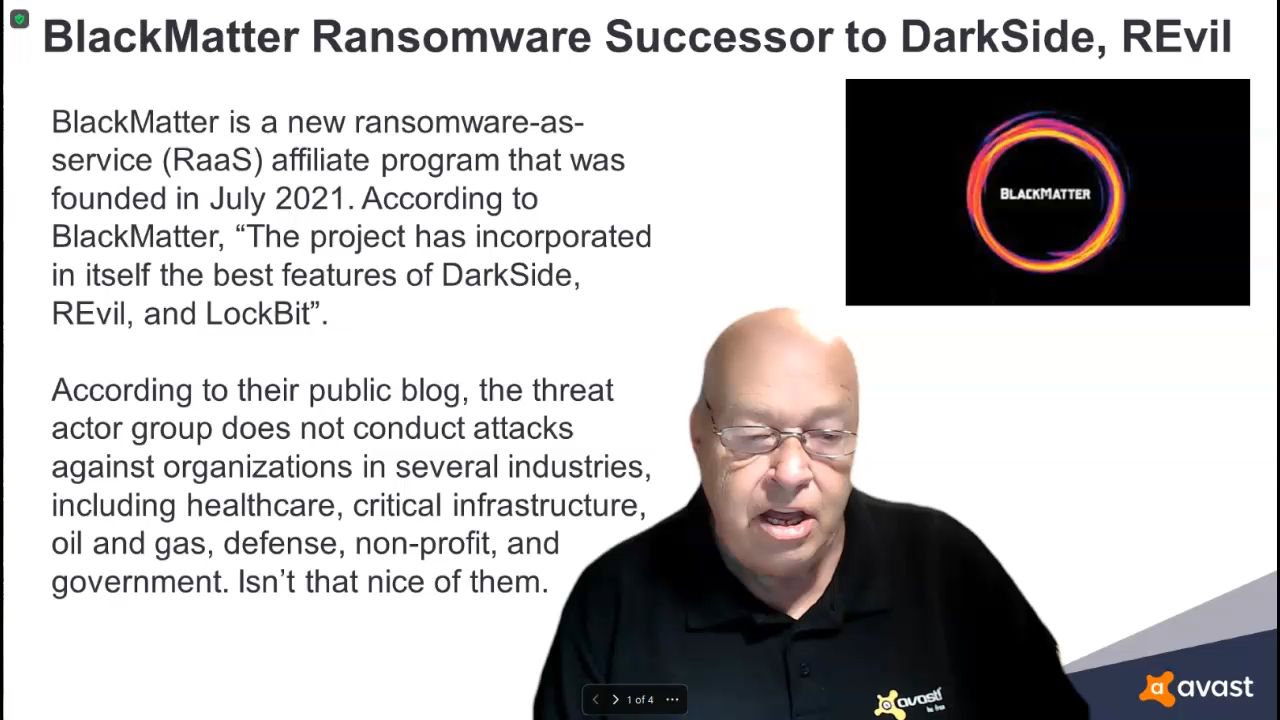 BlackMatter Ransomware Successor to DarkSide, REvil
BlackMatter is a new ransomware-as-
service (RaaS) affiliate program that was
founded in July 2021. According to
BlackMatter, “The project has incorporated
in itself the best features of DarkSide,
REvil, and LockBit”.
According to their public blog, the threat
actor group does not conduct attacks
against organizations in several industries,
including healthcare, critical infrastructure,
oil and gas, defense, non-profit, and
government. Isn’t that nice of them.
BLACKMATTER
1 of 4
avast!
be free
avast